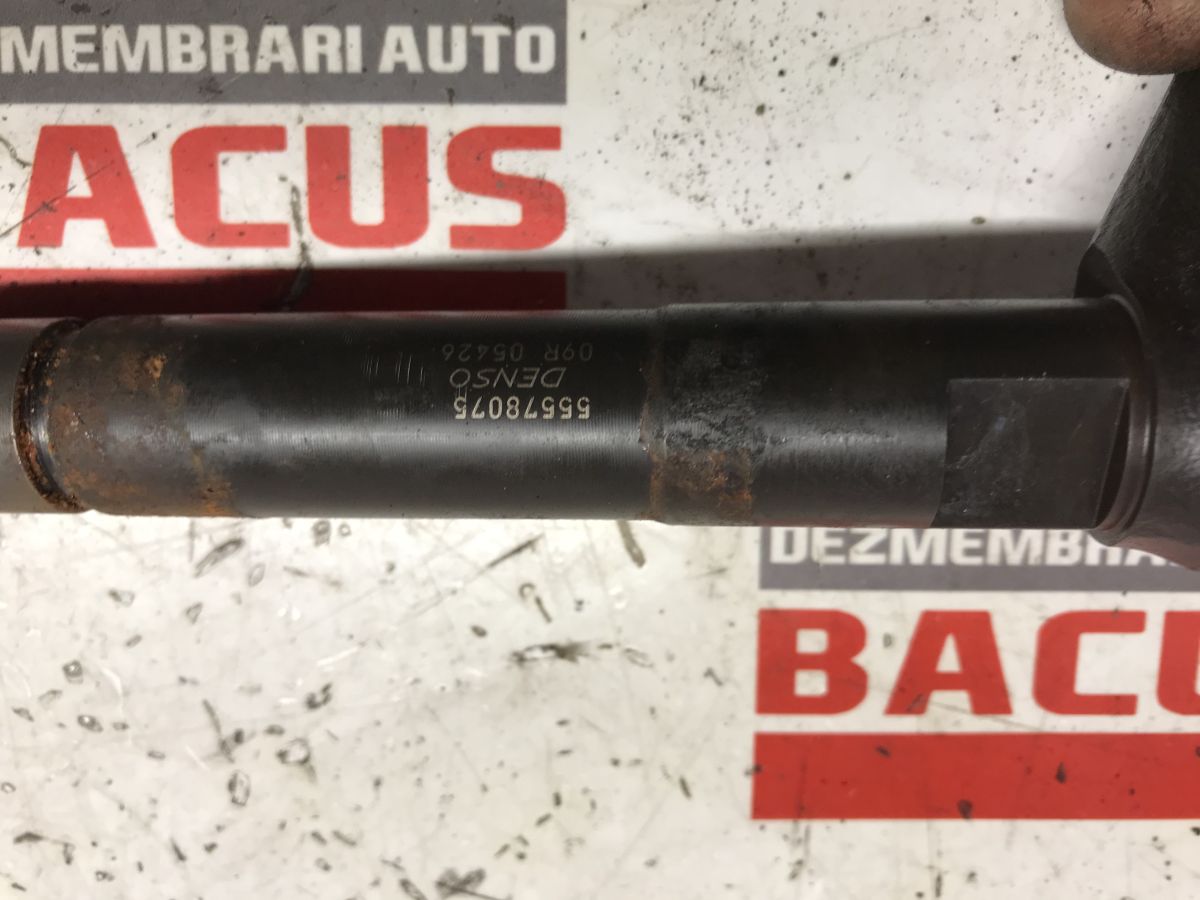 MEMBRARI AUTO
ACUS
55578075
DENSO
09R 05426
DEZMEMBRA
BACU